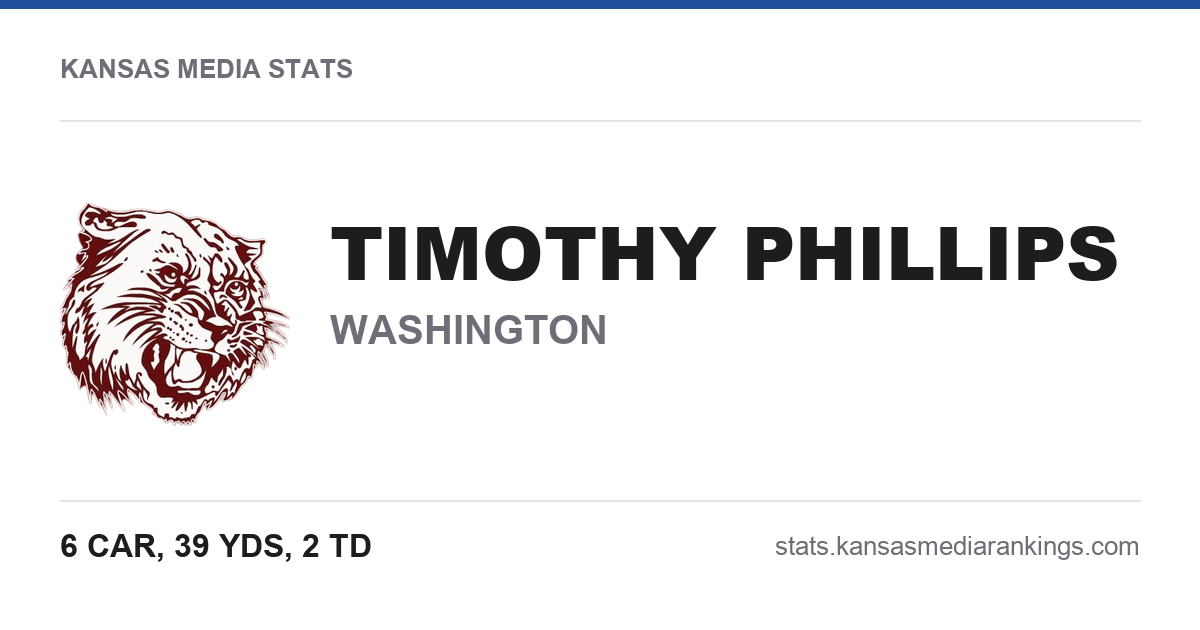 KANSAS MEDIA STATS
TIMOTHY PHILLIPS
WASHINGTON
6 CAR, 39 YDS, 2 TD
stats.kansasmediarankings.com